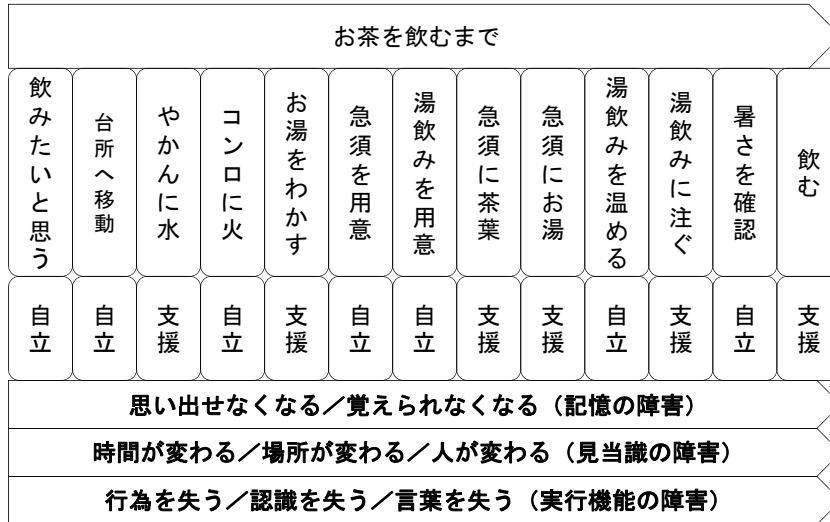 お茶を飲むまで
飲みたいと思う
台所へ移動
やかんに水
コンロに火
お湯をわかす
急須を用意
湯飲みを用意
急須に茶葉
急須にお湯
湯飲みを温める
湯飲みに注ぐ
暑さを確認
飲む
自立
自立
支援
自立
支援
自立
自立
支援
支援
自立
支援
自立
支援
思い出せなくなる／覚えられなくなる（記憶の障害）
時間が変わる／場所が変わる／人が変わる（見当識の障害）
行為を失う／認識を失う／言葉を失う（実行機能の障害）